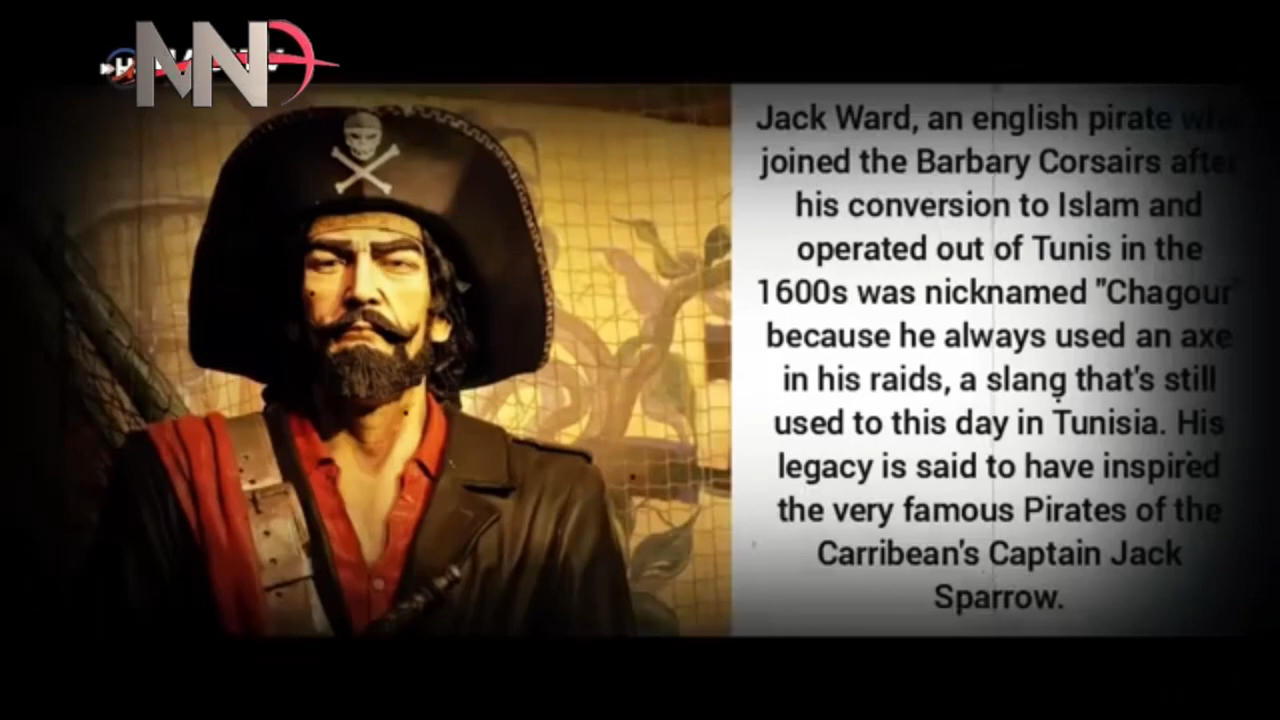 NN
Jack Ward, an english pirate who
joined the Barbary Corsairs after
his conversion to Islam and
operated out of Tunis in the
1600s was nicknamed "Chagour"
because he always used an axe
in his raids, a slang that's still
used to this day in Tunisia. His
legacy is said to have inspired
the very famous Pirates of the
Carribean's Captain Jack
Sparrow.